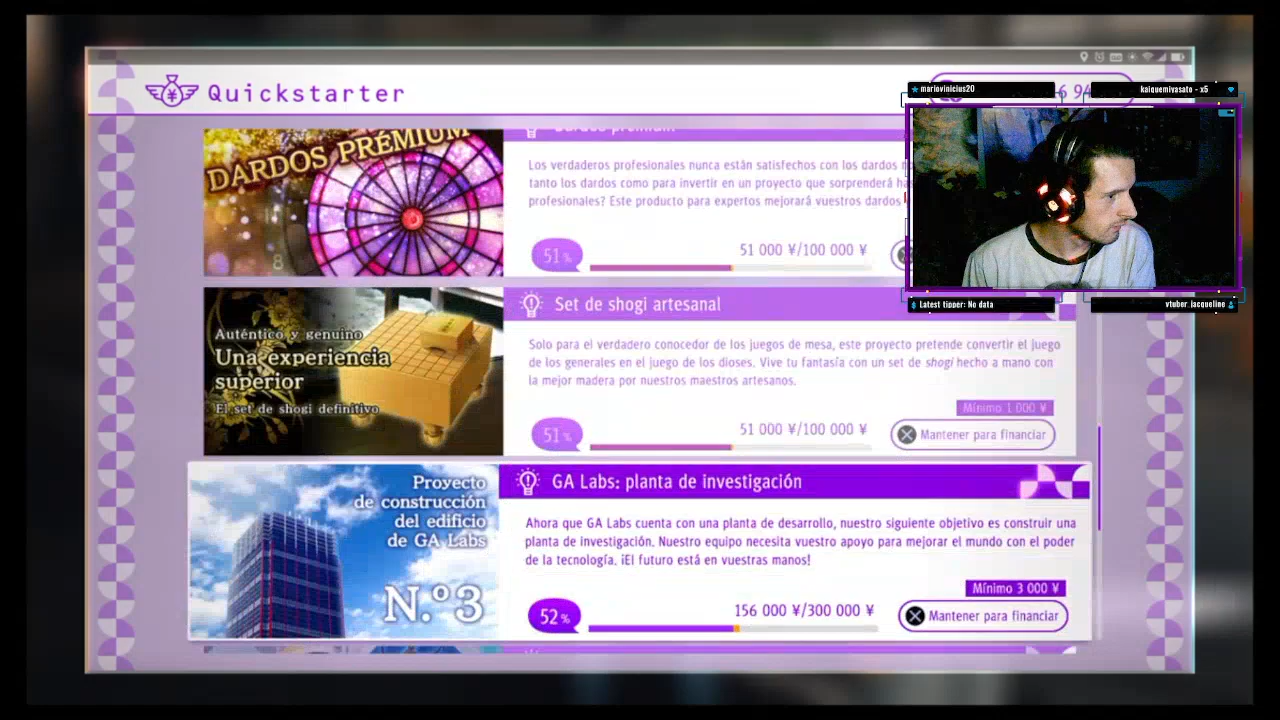 Quickstarter
6 94
mariovinicius20
kaiquemivasato - x5
DARDOS PRÉMIUM
Dardos prémium
Los verdaderos profesionales nunca están satisfechos con los dardos
tanto los dardos como para invertir en un proyecto que sorprenderá
profesionales? Este producto para expertos mejorará vuestros dardos
51 %
51 000 ¥/100 000 ¥
Latest tipper: No data
vtuber_jacqueline
Auténtico y genuino
Una experiencia
superior
El set de shogi definitivo
Set de shogi artesanal
Solo para el verdadero conocedor de los juegos de mesa, este proyecto pretende convertir el juego
de los generales en el juego de los dioses. Vive tu fantasía con un set de shogi hecho a mano con
la mejor madera por nuestros maestros artesanos.
Mínimo 1 000 ¥
51 %
51 000 ¥/100 000 ¥
Mantener para financiar
Proyecto
de construcción
del edificio
de GA Labs
N.º 3
GA Labs: planta de investigación
Ahora que GA Labs cuenta con una planta de desarrollo, nuestro siguiente objetivo es construir una
planta de investigación. Nuestro equipo necesita vuestro apoyo para mejorar el mundo con el poder
de la tecnología. ¡El futuro está en vuestras manos!
Mínimo 3 000 ¥
52 %
156 000 ¥/300 000 ¥
Mantener para financiar